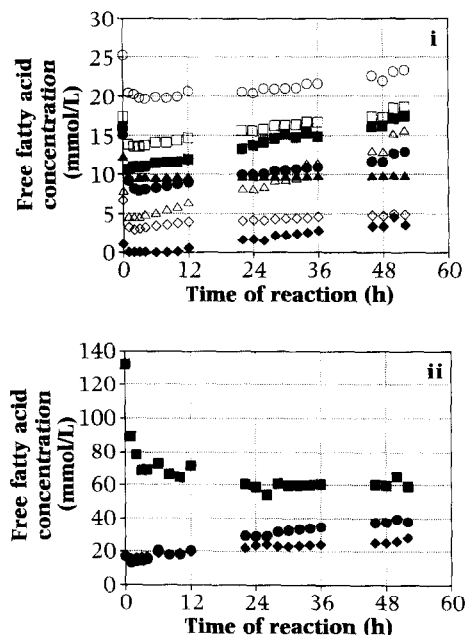 i
Free fatty acid
concentration
(mmol/L)
30
25
20
15
10
5
0
0 12 24 36 48 60
Time of reaction (h)
ii
Free fatty acid
concentration
(mmol/L)
140
120
100
80
60
40
20
0
0 12 24 36 48 60
Time of reaction (h)